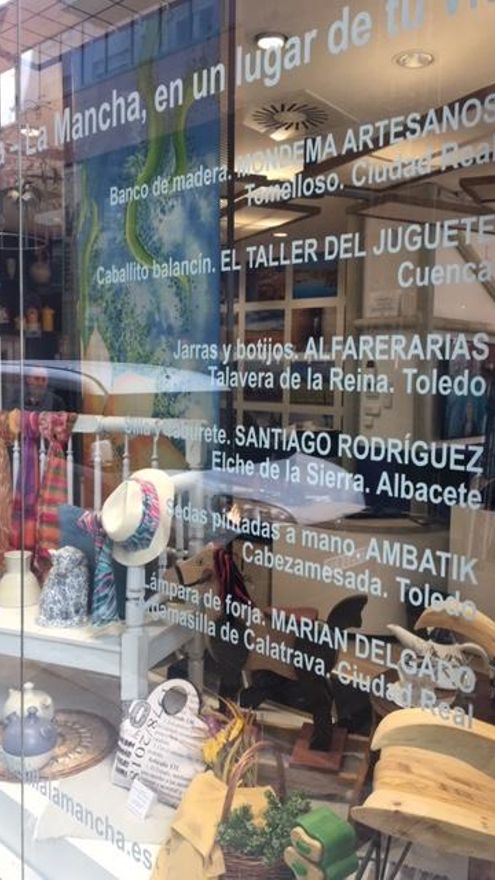 - La Mancha, en un lugar de tu
Banco de madera. MONDEMA ARTESANOS
Tomelloso. Ciudad Real
Caballito balancín. EL TALLER DEL JUGUETE
Cuenca
Jarras y botijos. ALFARERARIAS
Talavera de la Reina. Toledo
Silla y taburete. SANTIAGO RODRÍGUEZ
Elche de la Sierra. Albacete
Sedas pintadas a mano. AMBATIK
Cabezamesada. Toledo
Lámpara de forja. MARIAN DELGADO
de Calatrava. Ciudad Real
lamancha.es